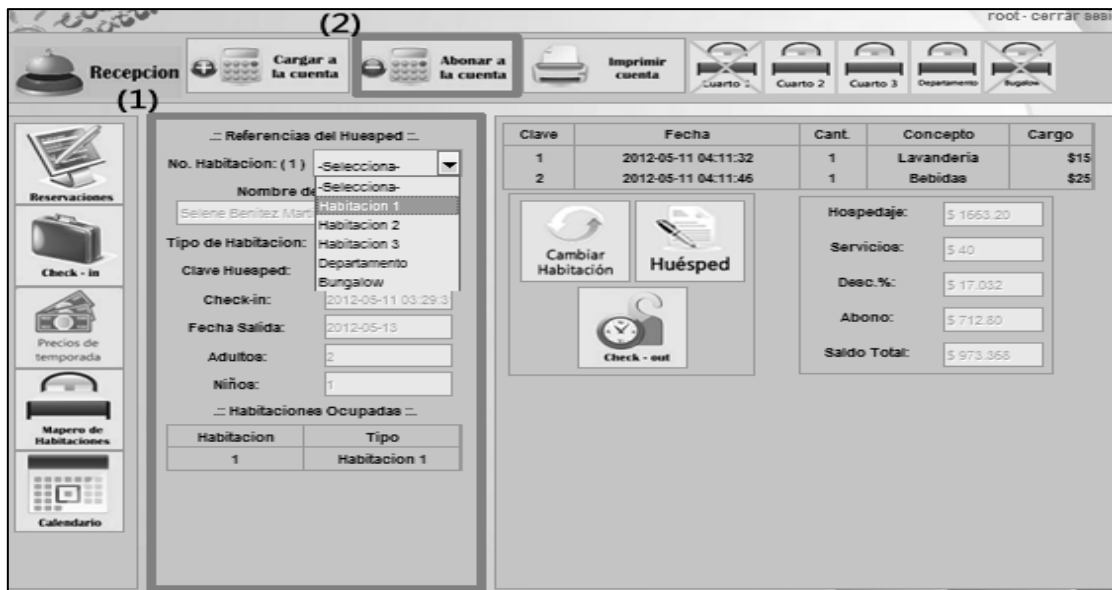 (2)
root - cerrar sesi
Recepcion
Cargar a
la cuenta
Abonar a
la cuenta
Imprimir
cuenta
Cuarto 2
Cuarto 3
Departamento
Bugalow
(1)
Reservaciones
Check - in
Precios de
temporada
Mapero de
Habitaciones
Calendario
..:: Referencias del Huesped ::..
No. Habitacion: ( 1 ) -Selecciona-
-Selecciona-
Habitacion 1
Habitacion 2
Habitacion 3
Departamento
Bungalow
Nombre de
Selene Benitez Mart
Tipo de Habitacion:
Clave Huesped:
Check-in: 2012-05-11 03:29:3
Fecha Salida: 2012-05-13
Adultos: 2
Niños: 1
..:: Habitaciones Ocupadas ::..
Habitacion Tipo
1 Habitacion 1
Clave Fecha Cant. Concepto Cargo
1 2012-05-11 04:11:32 1 Lavanderia $15
2 2012-05-11 04:11:46 1 Bebidas $25
Cambiar
Habitación
Huésped
Check - out
Hospedaje: $ 1663.20
Servicios: $ 40
Desc.%: $ 17.032
Abono: $ 712.80
Saldo Total: $ 973.368